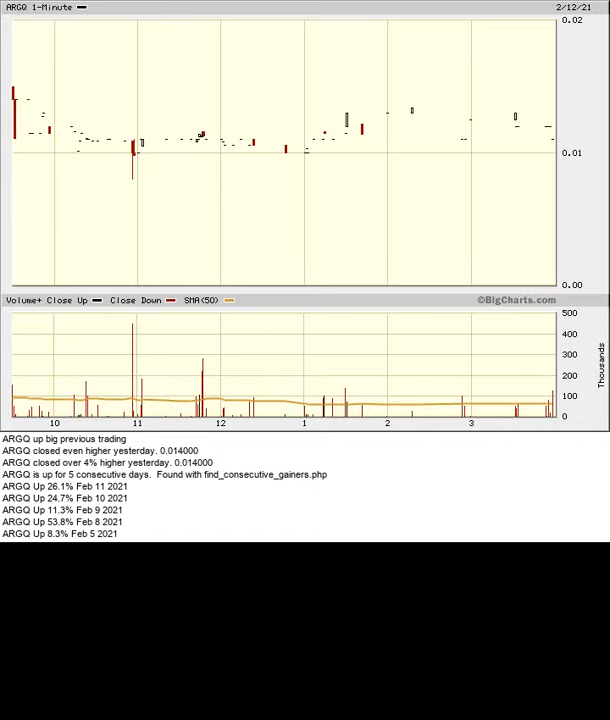 ARGQ 1-Minute 2/12/21
0.02
0.01
0.00
Volume+ Close Up Close Down SMA(50) ©BigCharts.com
500
400
300
200
100
0
Thousands
10 11 12 1 2 3
ARGQ up big previous trading
ARGQ closed even higher yesterday. 0.014000
ARGQ closed over 4% higher yesterday. 0.014000
ARGQ is up for 5 consecutive days. Found with find_consecutive_gainers.php
ARGQ Up 26.1% Feb 11 2021
ARGQ Up 24.7% Feb 10 2021
ARGQ Up 11.3% Feb 9 2021
ARGQ Up 53.8% Feb 8 2021
ARGQ Up 8.3% Feb 5 2021